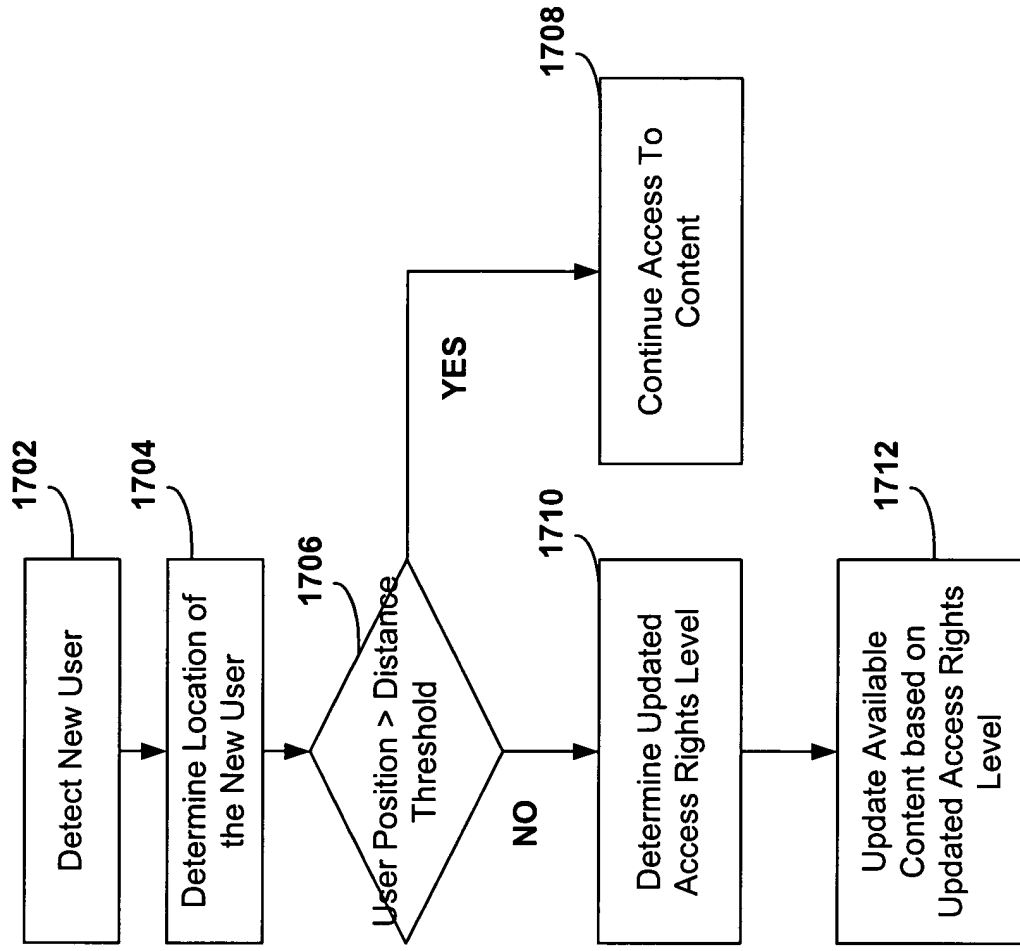 1702
Detect New User
1704
Determine Location of
the New User
1706
User Position > Distance
Threshold
YES
NO
1708
Continue Access To
Content
1710
Determine Updated
Access Rights Level
1712
Update Available
Content based on
Updated Access Rights
Level